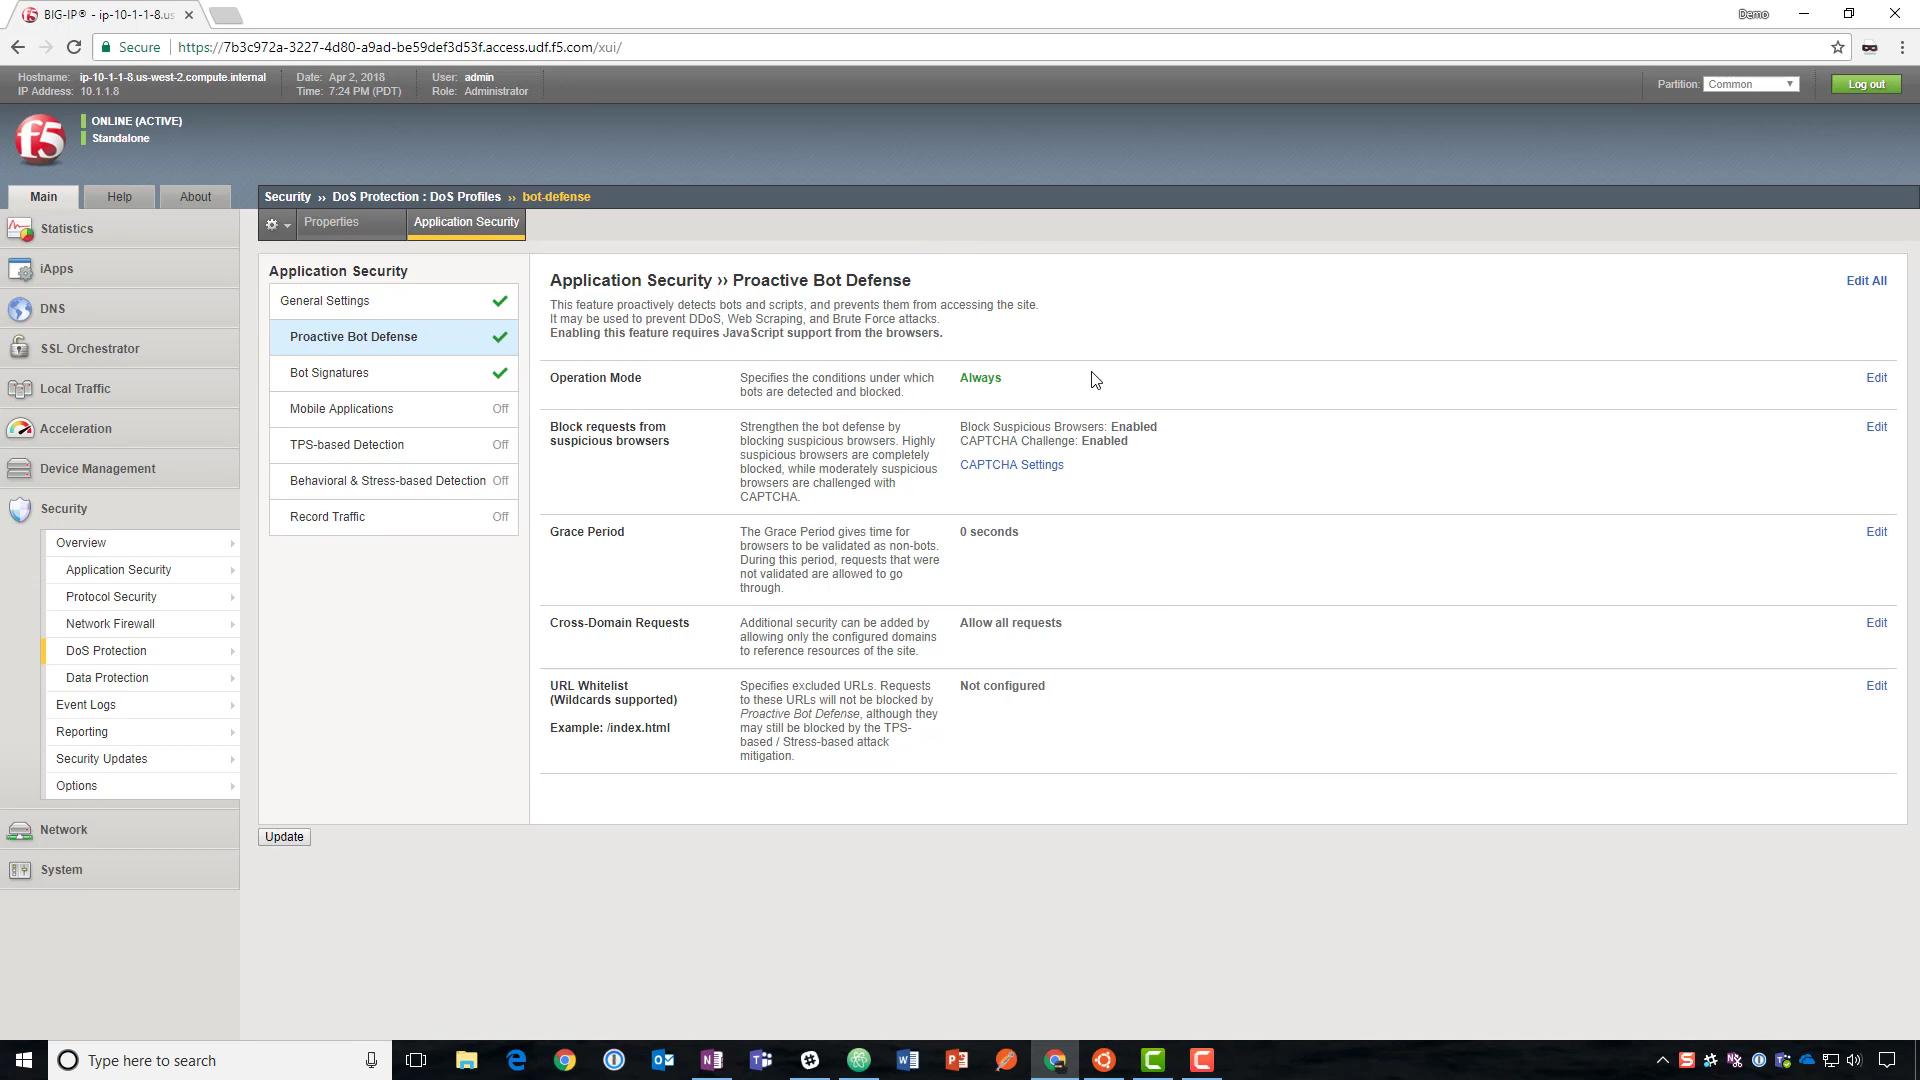 BIG-IP® - ip-10-1-1-8.us
Demo
Secure
https://7b3c972a-3227-4d80-a9ad-be59def3d53f.access.udf.f5.com/xui/
Hostname: ip-10-1-1-8.us-west-2.compute.internal
IP Address: 10.1.1.8
Date: Apr 2, 2018
Time: 7:24 PM (PDT)
User: admin
Role: Administrator
Partition: Common
Log out
f5
ONLINE (ACTIVE)
Standalone
Main
Help
About
Security ›› DoS Protection : DoS Profiles ›› bot-defense
Properties
Application Security
Statistics
iApps
DNS
SSL Orchestrator
Local Traffic
Acceleration
Device Management
Security
Overview
Application Security
Protocol Security
Network Firewall
DoS Protection
Data Protection
Event Logs
Reporting
Security Updates
Options
Network
System
Application Security
General Settings
Proactive Bot Defense
Bot Signatures
Mobile Applications Off
TPS-based Detection Off
Behavioral & Stress-based Detection Off
Record Traffic Off
Update
Application Security ›› Proactive Bot Defense
Edit All
This feature proactively detects bots and scripts, and prevents them from accessing the site.
It may be used to prevent DDoS, Web Scraping, and Brute Force attacks.
Enabling this feature requires JavaScript support from the browsers.
Operation Mode
Specifies the conditions under which
bots are detected and blocked.
Always
Edit
Block requests from
suspicious browsers
Strengthen the bot defense by
blocking suspicious browsers. Highly
suspicious browsers are completely
blocked, while moderately suspicious
browsers are challenged with
CAPTCHA.
Block Suspicious Browsers: Enabled
CAPTCHA Challenge: Enabled
CAPTCHA Settings
Edit
Grace Period
The Grace Period gives time for
browsers to be validated as non-bots.
During this period, requests that were
not validated are allowed to go
through.
0 seconds
Edit
Cross-Domain Requests
Additional security can be added by
allowing only the configured domains
to reference resources of the site.
Allow all requests
Edit
URL Whitelist
(Wildcards supported)
Example: /index.html
Specifies excluded URLs. Requests
to these URLs will not be blocked by
Proactive Bot Defense, although they
may still be blocked by the TPS-
based / Stress-based attack
mitigation.
Not configured
Edit
Type here to search